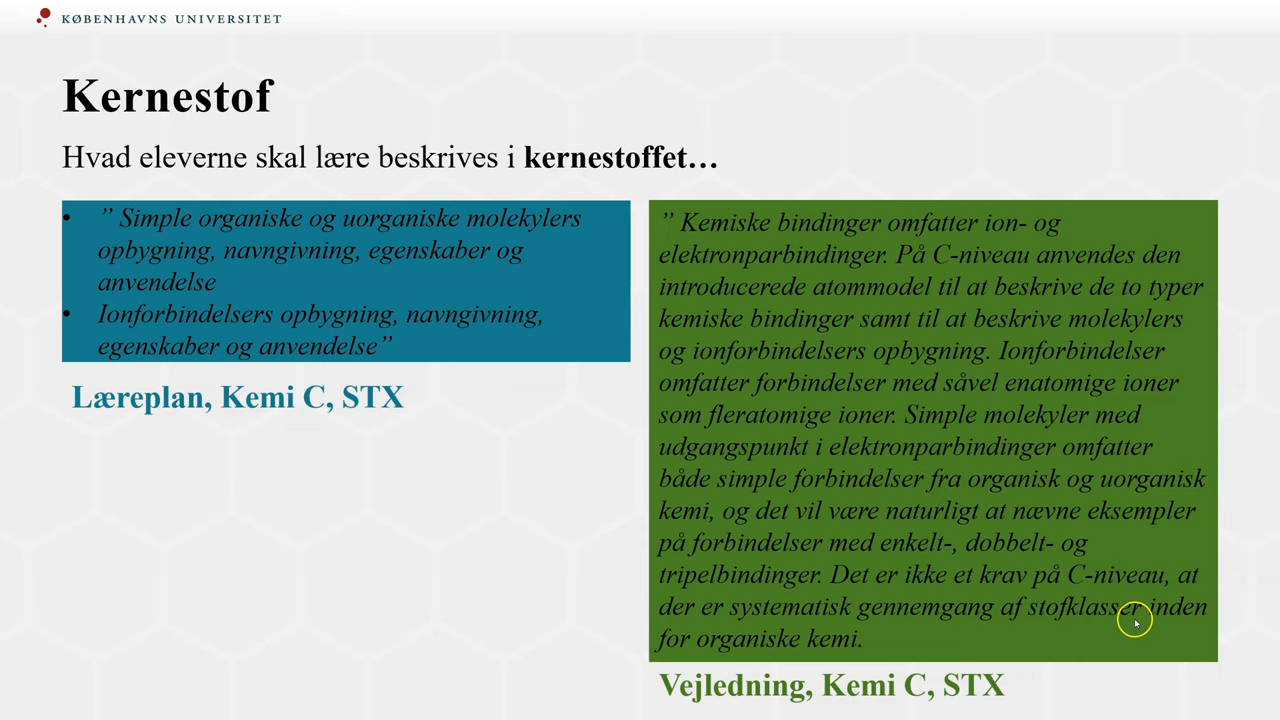 KØBENHAVNS UNIVERSITET
Kernestof
Hvad eleverne skal lære beskrives i kernestoffet…
• ” Simple organiske og uorganiske molekylers
opbygning, navngivning, egenskaber og
anvendelse
• Ionforbindelsers opbygning, navngivning,
egenskaber og anvendelse”
Læreplan, Kemi C, STX
” Kemiske bindinger omfatter ion- og
elektronparbindinger. På C-niveau anvendes den
introducerede atommodel til at beskrive de to typer
kemiske bindinger samt til at beskrive molekylers
og ionforbindelsers opbygning. Ionforbindelser
omfatter forbindelser med såvel enatomige ioner
som fleratomige ioner. Simple molekyler med
udgangspunkt i elektronparbindinger omfatter
både simple forbindelser fra organisk og uorganisk
kemi, og det vil være naturligt at nævne eksempler
på forbindelser med enkelt-, dobbelt- og
tripelbindinger. Det er ikke et krav på C-niveau, at
der er systematisk gennemgang af stofklasser inden
for organiske kemi.
Vejledning, Kemi C, STX